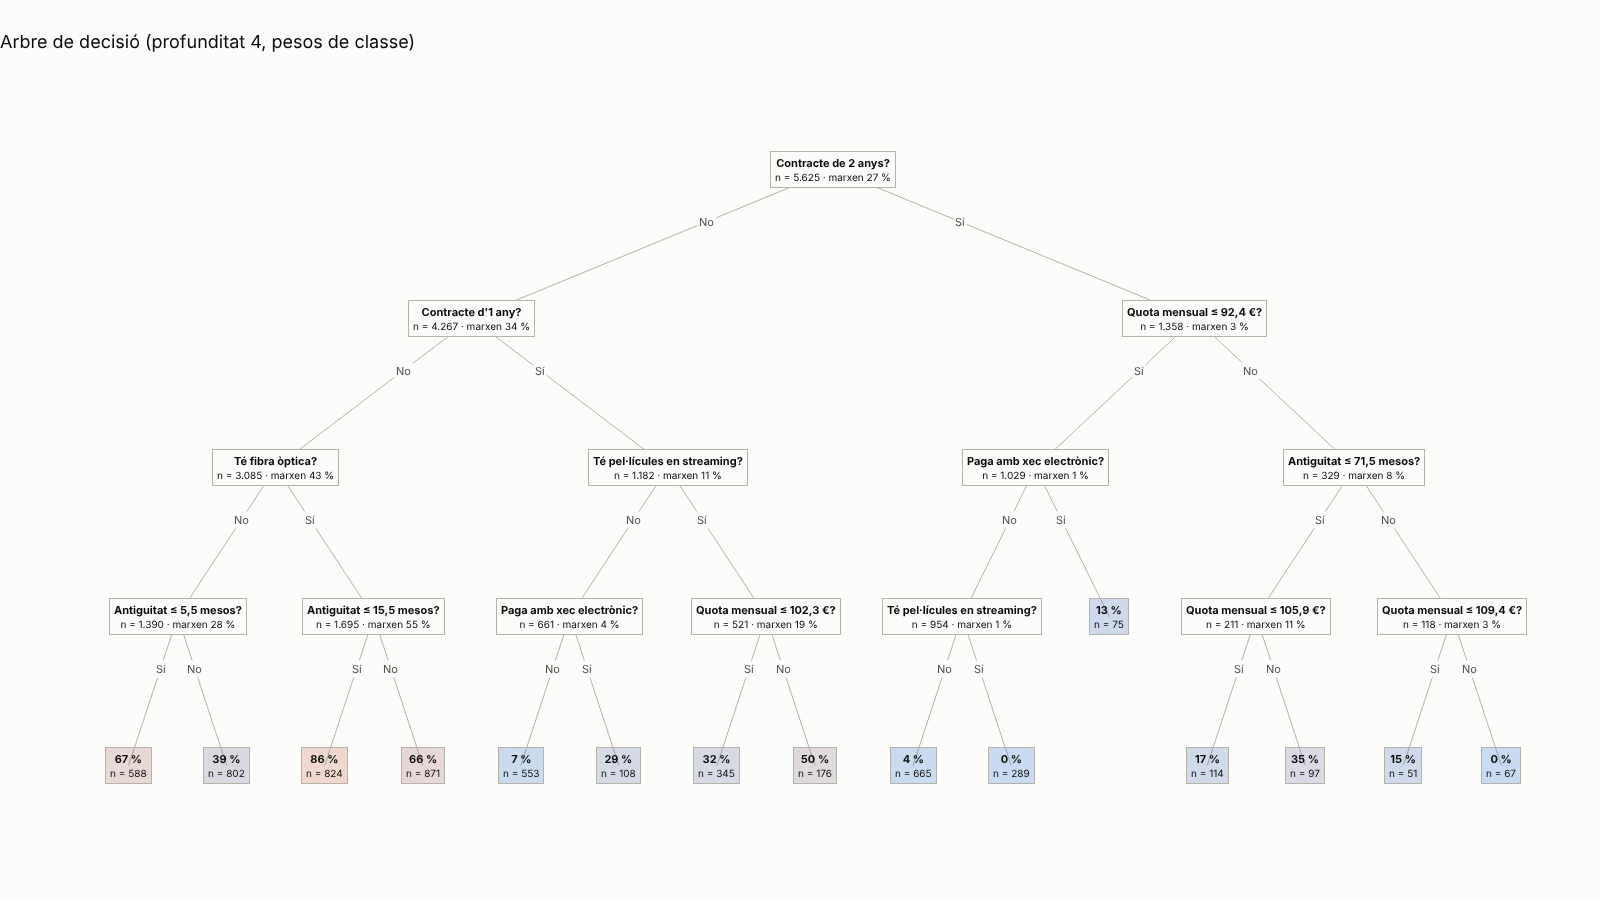 Arbre de decisió (profunditat 4, pesos de classe)
Contracte de 2 anys?
n = 5.625 · marxen 27 %
No
Sí
Contracte d'1 any?
n = 4.267 · marxen 34 %
Quota mensual ≤ 92,4 €?
n = 1.358 · marxen 3 %
No
Sí
Sí
No
Té fibra òptica?
n = 3.085 · marxen 43 %
Té pel·lícules en streaming?
n = 1.182 · marxen 11 %
Paga amb xec electrònic?
n = 1.029 · marxen 1 %
Antiguitat ≤ 71,5 mesos?
n = 329 · marxen 8 %
No
Sí
No
Sí
No
Sí
Sí
No
Antiguitat ≤ 5,5 mesos?
n = 1.390 · marxen 28 %
Antiguitat ≤ 15,5 mesos?
n = 1.695 · marxen 55 %
Paga amb xec electrònic?
n = 661 · marxen 4 %
Quota mensual ≤ 102,3 €?
n = 521 · marxen 19 %
Té pel·lícules en streaming?
n = 954 · marxen 1 %
13 %
n = 75
Quota mensual ≤ 105,9 €?
n = 211 · marxen 11 %
Quota mensual ≤ 109,4 €?
n = 118 · marxen 3 %
Sí
No
Sí
No
No
Sí
Sí
No
No
Sí
Sí
No
Sí
No
67 %
n = 588
39 %
n = 802
86 %
n = 824
66 %
n = 871
7 %
n = 553
29 %
n = 108
32 %
n = 345
50 %
n = 176
4 %
n = 665
0 %
n = 289
17 %
n = 114
35 %
n = 97
15 %
n = 51
0 %
n = 67